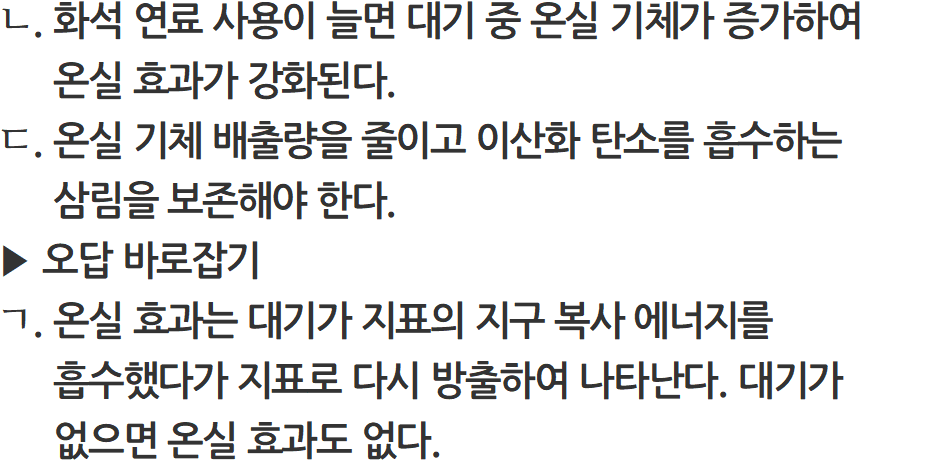 ㄴ. 화석 연료 사용이 늘면 대기 중 온실 기체가 증가하여
온실 효과가 강화된다.
ㄷ. 온실 기체 배출량을 줄이고 이산화 탄소를 흡수하는
삼림을 보존해야 한다.
▶ 오답 바로잡기
ㄱ. 온실 효과는 대기가 지표의 지구 복사 에너지를
흡수했다가 지표로 다시 방출하여 나타난다. 대기가
없으면 온실 효과도 없다.